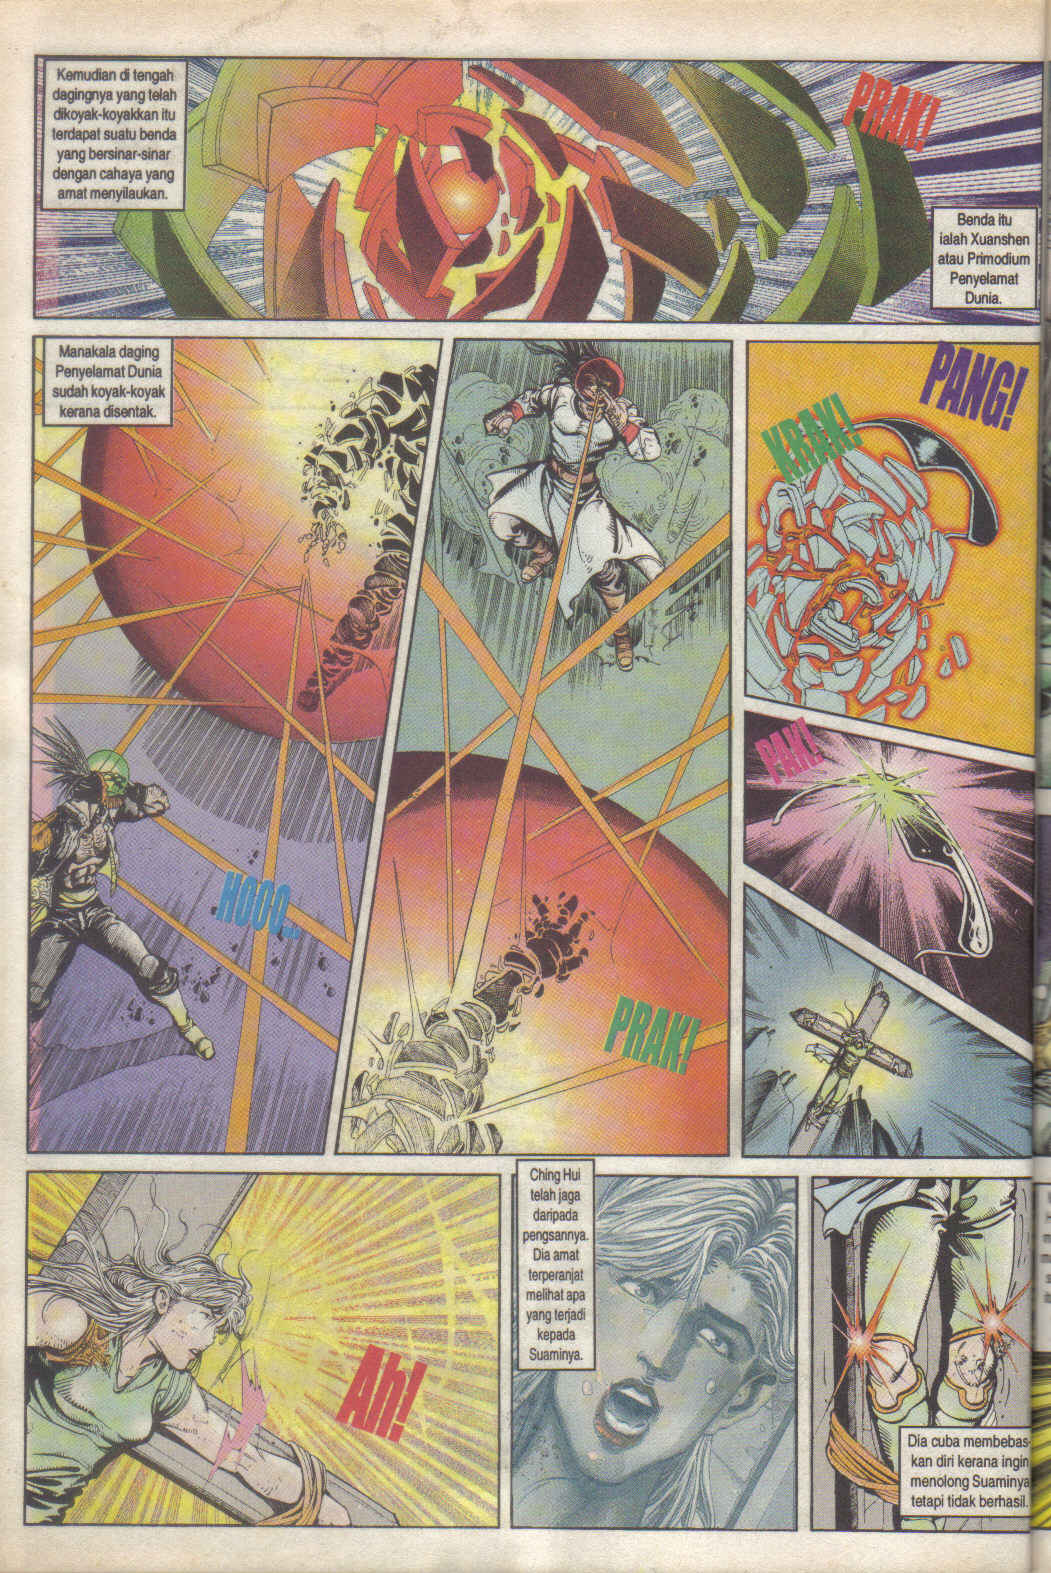 Kemudian di tengah
dagingnya yang telah
dikoyak-koyakkan itu
terdapat suatu benda
yang bersinar-sinar
dengan cahaya yang
amat menyilaukan.
PRAK!
Benda itu
ialah Xuanshen
atau Primodium
Penyelamat
Dunia.
Manakala daging
Penyelamat Dunia
sudah koyak-koyak
kerana disentak.
HOOO...
PRAK!
PANG!
KRAK!
PAK!
Ah!
Ching Hui
telah jaga
daripada
pengsannya.
Dia amat
terperanjat
melihat apa
yang terjadi
kepada
Suaminya.
Dia cuba membebas-
kan diri kerana ingin
menolong Suaminya
tetapi tidak berhasil.